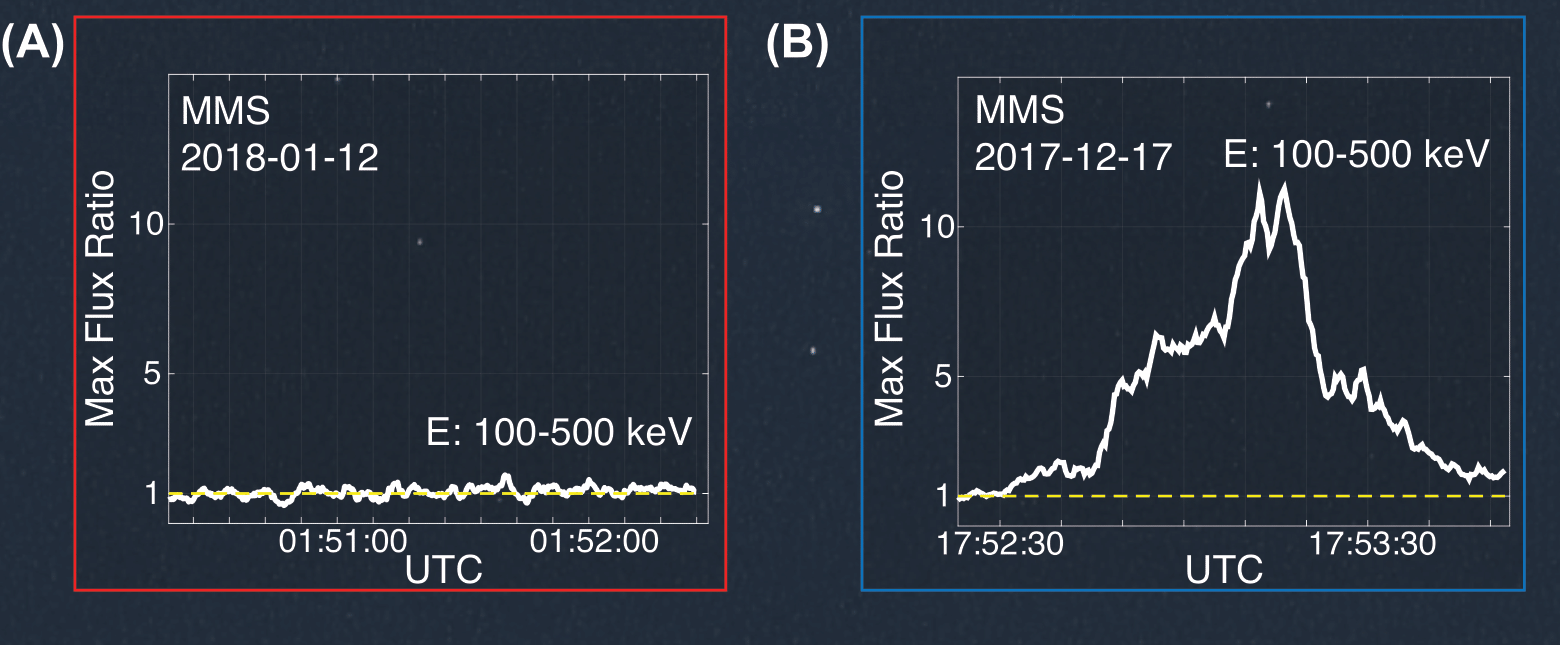 (A)
MMS
2018-01-12
Max Flux Ratio
10
5
1
E: 100-500 keV
01:51:00
01:52:00
UTC
(B)
MMS
2017-12-17
E: 100-500 keV
Max Flux Ratio
10
5
1
17:52:30
17:53:30
UTC